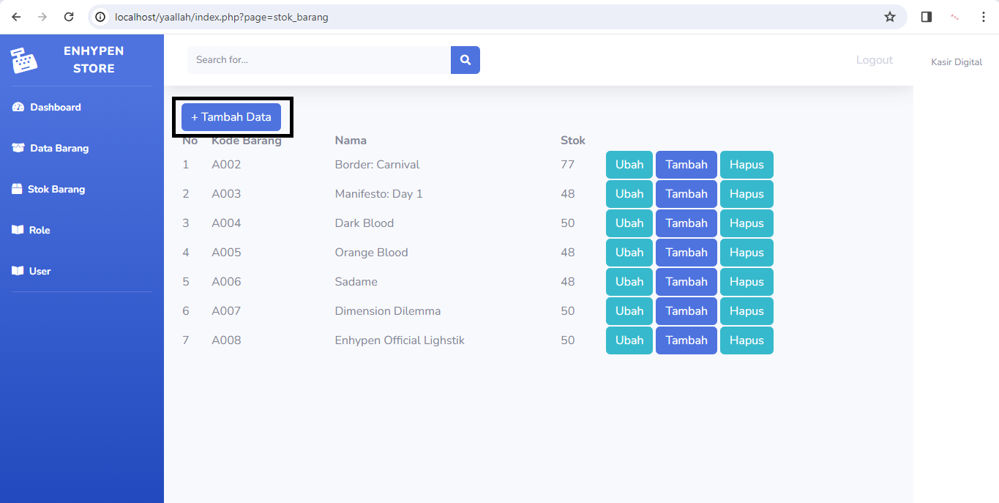 localhost/yaallah/index.php?page=stok_barang
ENHYPEN
STORE
Search for...
Logout
Kasir Digital
Dashboard
Data Barang
Stok Barang
Role
User
+ Tambah Data
No Kode Barang Nama Stok
1 A002 Border: Carnival 77 Ubah Tambah Hapus
2 A003 Manifesto: Day 1 48 Ubah Tambah Hapus
3 A004 Dark Blood 50 Ubah Tambah Hapus
4 A005 Orange Blood 48 Ubah Tambah Hapus
5 A006 Sadame 48 Ubah Tambah Hapus
6 A007 Dimension Dilemma 50 Ubah Tambah Hapus
7 A008 Enhypen Official Lighstik 50 Ubah Tambah Hapus